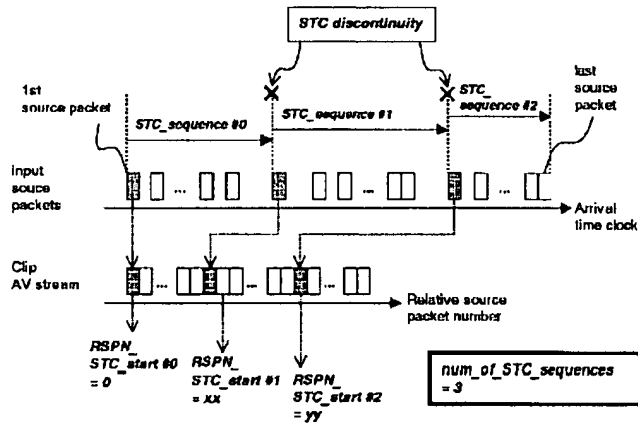 STC discontinuity
1st
source packet
STC_sequence #0
STC_sequence #1
STC_
sequence #2
last
source
packet
input
souce
packets
...
...
...
Arrival
time clock
Clip
AV stream
...
...
...
Relative source
packet number
RSPN_
STC_start #0
= 0
RSPN_
STC_start #1
= xx
RSPN_
STC_start #2
= yy
num_of_STC_sequences
= 3